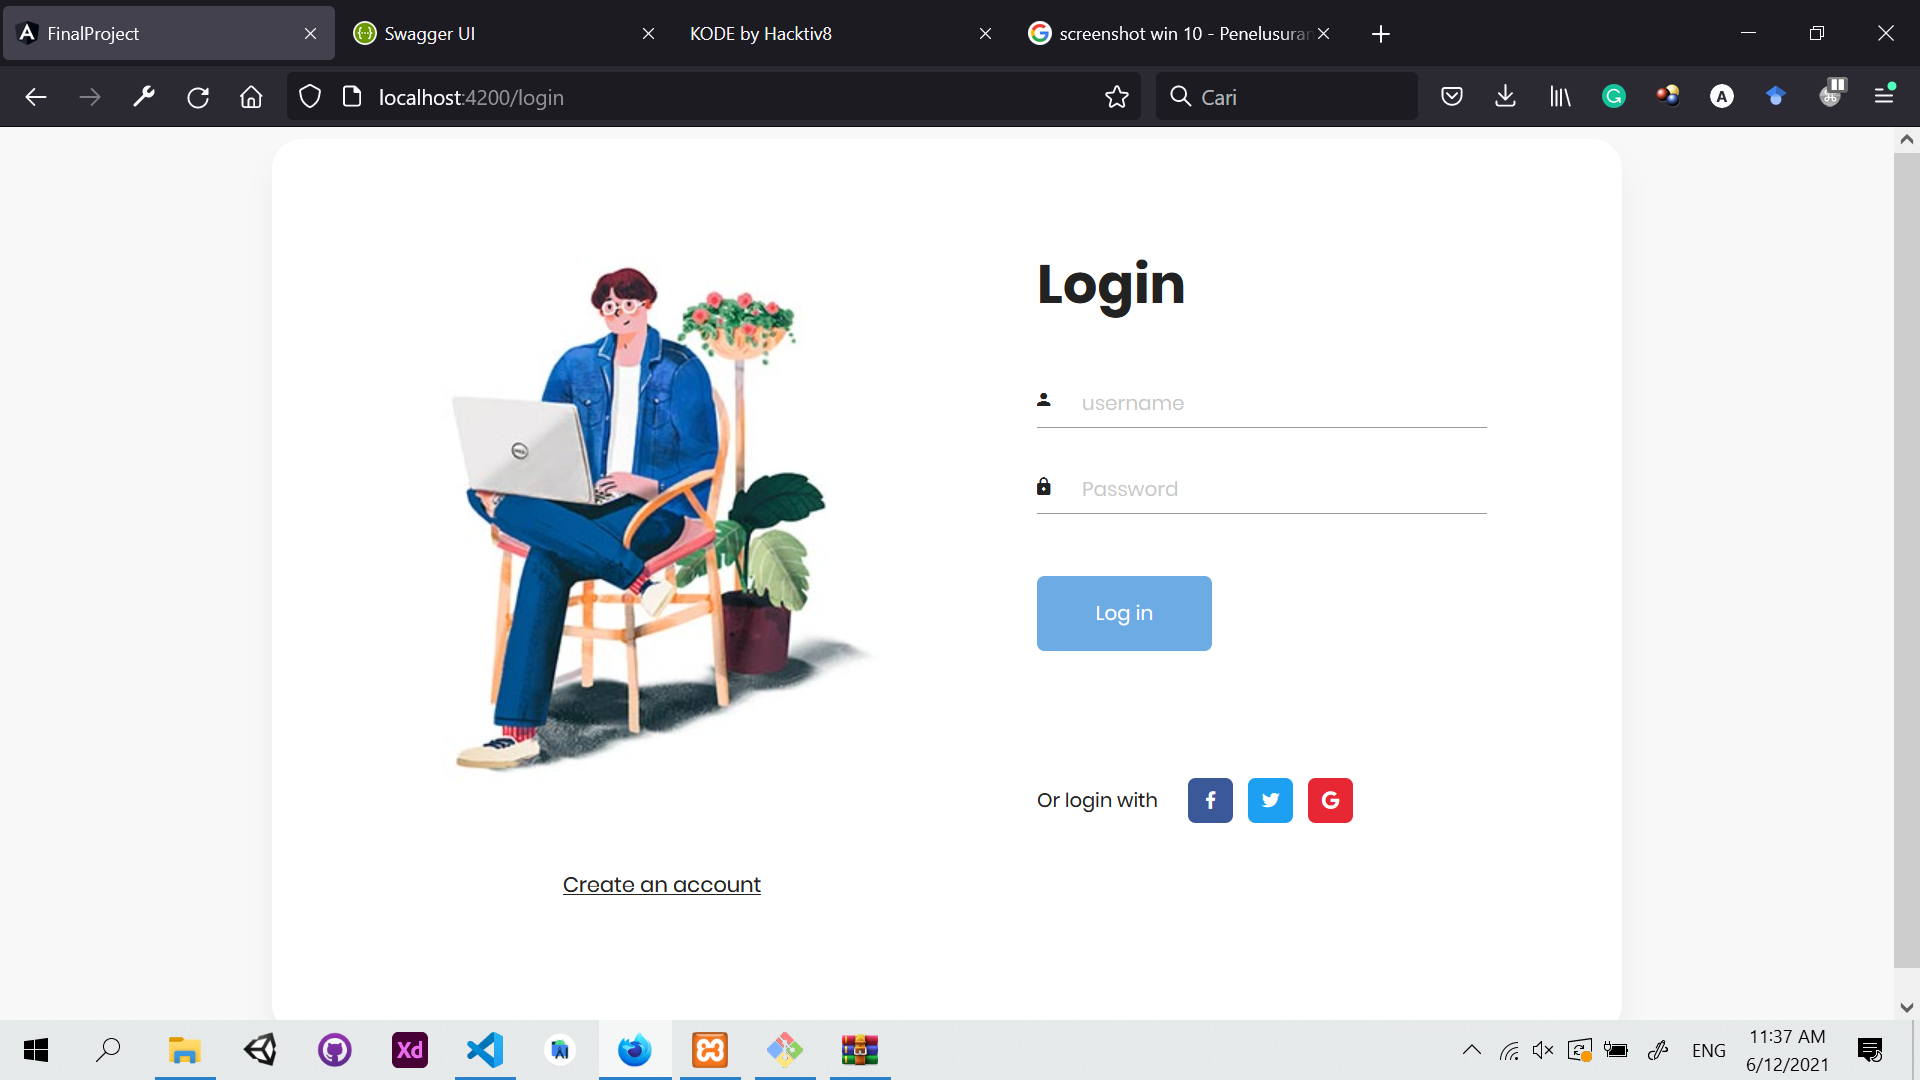 FinalProject
Swagger UI
KODE by Hacktiv8
screenshot win 10 - Penelusuran
localhost:4200/login
Cari
Login
username
Password
Log in
Or login with
Create an account
Xd
ENG
11:37 AM
6/12/2021